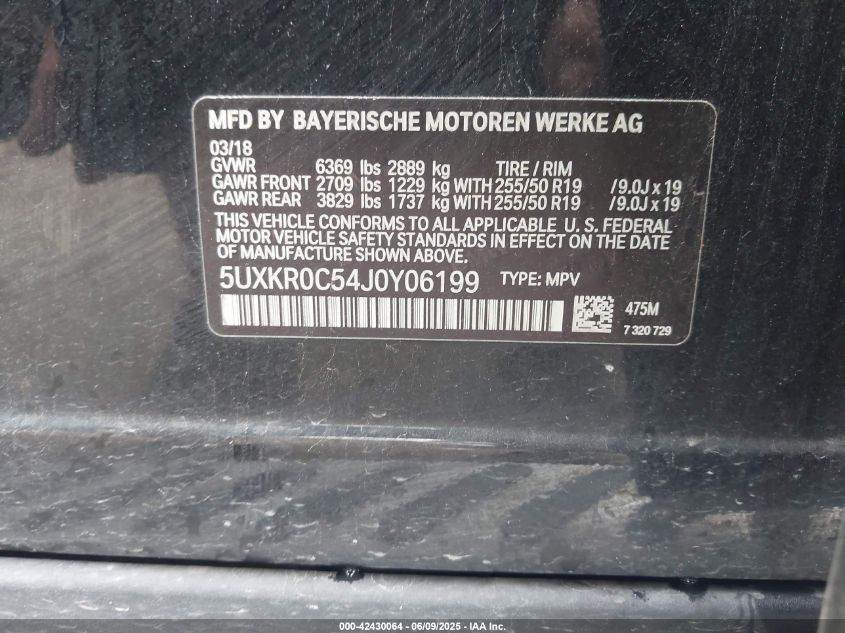 MFD BY BAYERISCHE MOTOREN WERKE AG
03/18
GVWR 6369 lbs 2889 kg TIRE / RIM
GAWR FRONT 2709 lbs 1229 kg WITH 255/50 R19 /9.0J x 19
GAWR REAR 3829 lbs 1737 kg WITH 255/50 R19 /9.0J x 19
THIS VEHICLE CONFORMS TO ALL APPLICABLE U. S. FEDERAL
MOTOR VEHICLE SAFETY STANDARDS IN EFFECT ON THE DATE
OF MANUFACTURE SHOWN ABOVE.
5UXKR0C54J0Y06199 TYPE: MPV
475M
7 320 729
000-42430064 - 06/09/2025 - IAA Inc.